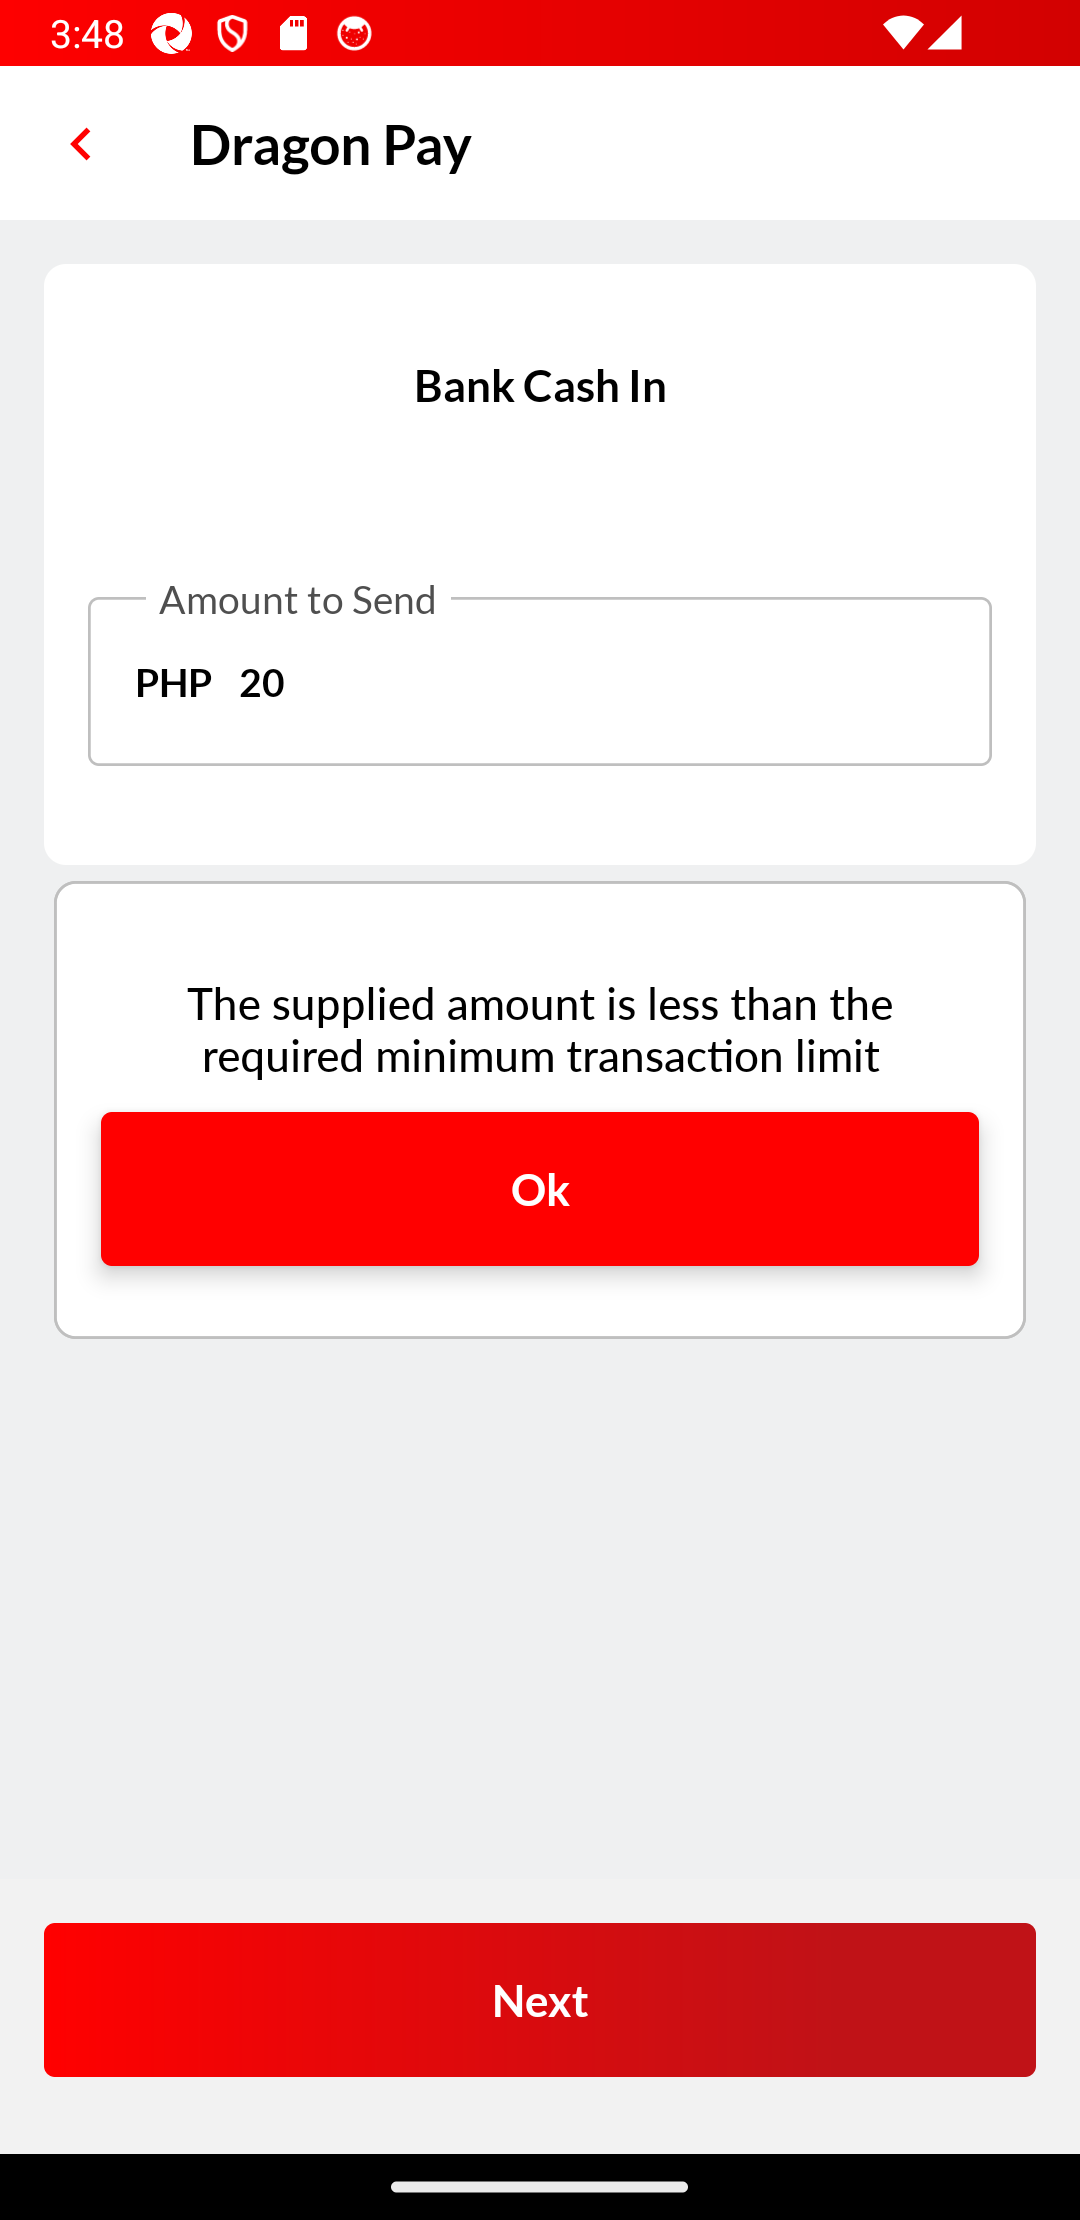 3:48
Dragon Pay
Bank Cash In
Amount to Send
PHP 20
The supplied amount is less than the
required minimum transaction limit
Ok
Next